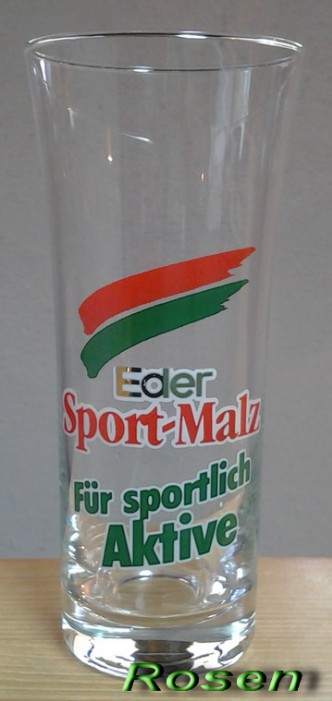 Eder
Sport-Malz
Für sportlich
Aktive
Rosen